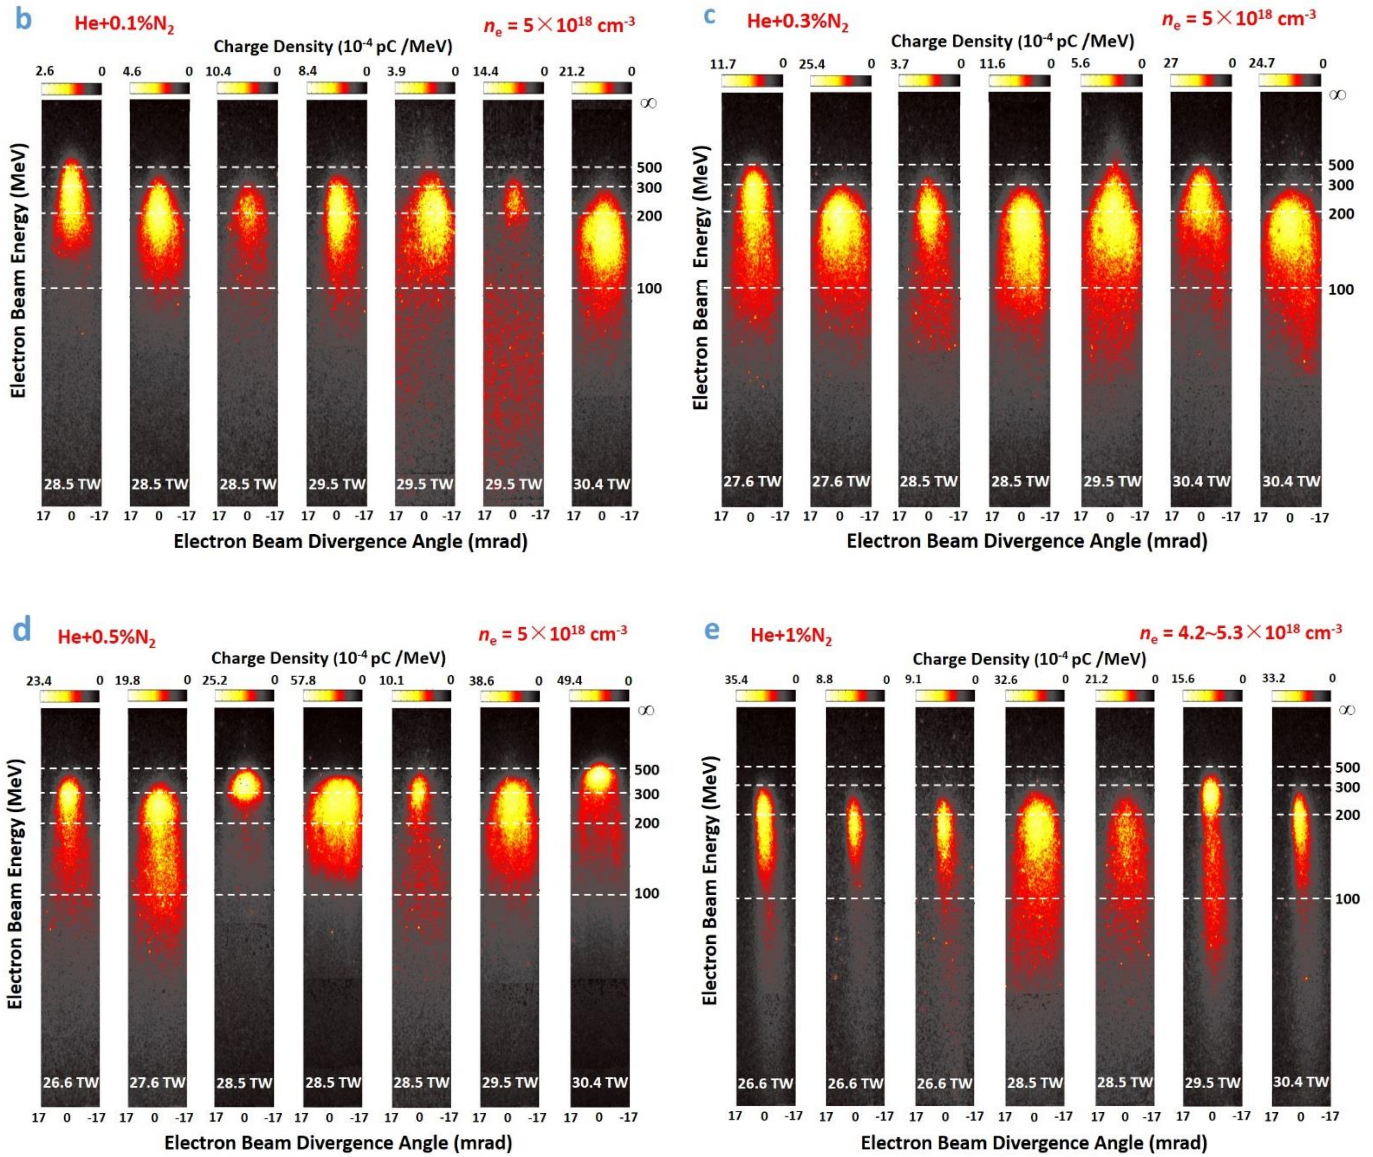 b
He+0.1%N2
ne = 5×10^18 cm-3
Charge Density (10-4 pC /MeV)
2.6 0 4.6 0 10.4 0 8.4 0 3.9 0 14.4 0 21.2 0
∞
500
300
200
100
Electron Beam Energy (MeV)
28.5 TW 28.5 TW 28.5 TW 29.5 TW 29.5 TW 29.5 TW 30.4 TW
17 0 -17 17 0 -17 17 0 -17 17 0 -17 17 0 -17 17 0 -17 17 0 -17
Electron Beam Divergence Angle (mrad)
c
He+0.3%N2
ne = 5×10^18 cm-3
Charge Density (10-4 pC /MeV)
11.7 0 25.4 0 3.7 0 11.6 0 5.6 0 27 0 24.7 0
∞
500
300
200
100
Electron Beam Energy (MeV)
27.6 TW 27.6 TW 28.5 TW 28.5 TW 29.5 TW 30.4 TW 30.4 TW
17 0 -17 17 0 -17 17 0 -17 17 0 -17 17 0 -17 17 0 -17 17 0 -17
Electron Beam Divergence Angle (mrad)
d
He+0.5%N2
ne = 5×10^18 cm-3
Charge Density (10-4 pC /MeV)
23.4 0 19.8 0 25.2 0 57.8 0 10.1 0 38.6 0 49.4 0
∞
500
300
200
100
Electron Beam Energy (MeV)
26.6 TW 27.6 TW 28.5 TW 28.5 TW 28.5 TW 29.5 TW 30.4 TW
17 0 -17 17 0 -17 17 0 -17 17 0 -17 17 0 -17 17 0 -17 17 0 -17
Electron Beam Divergence Angle (mrad)
e
He+1%N2
ne = 4.2~5.3×10^18 cm-3
Charge Density (10-4 pC /MeV)
35.4 0 8.8 0 9.1 0 32.6 0 21.2 0 15.6 0 33.2 0
∞
500
300
200
100
Electron Beam Energy (MeV)
26.6 TW 26.6 TW 26.6 TW 28.5 TW 28.5 TW 29.5 TW 30.4 TW
17 0 -17 17 0 -17 17 0 -17 17 0 -17 17 0 -17 17 0 -17 17 0 -17
Electron Beam Divergence Angle (mrad)